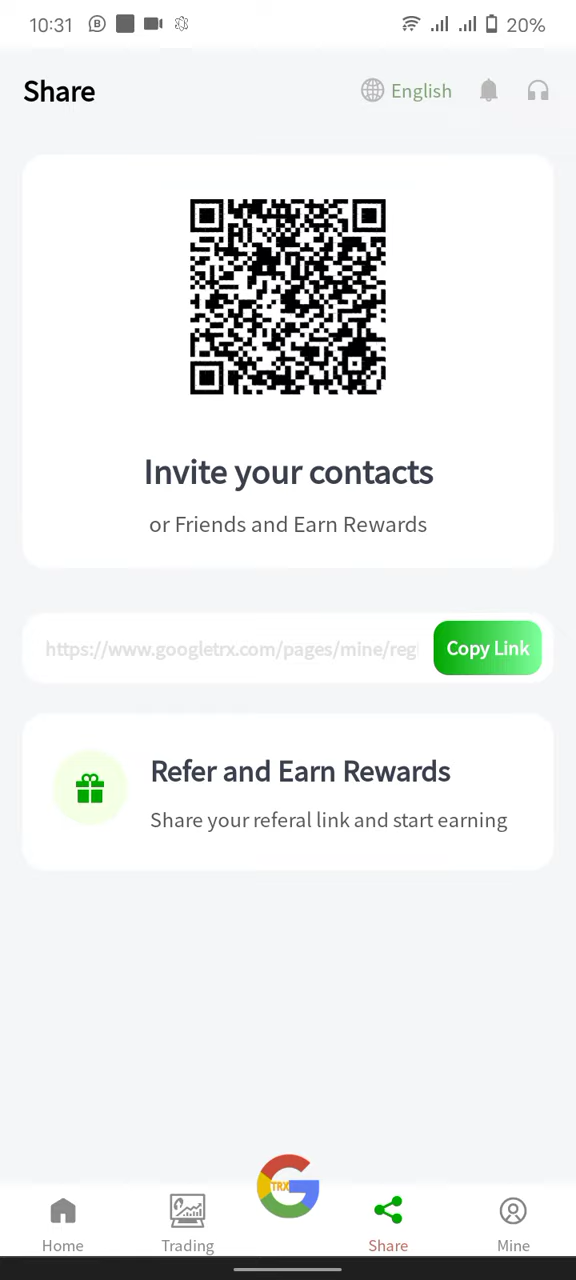 10:31
20%
Share
English
Invite your contacts
or Friends and Earn Rewards
https://www.googletrx.com/pages/mine/reg
Copy Link
Refer and Earn Rewards
Share your referal link and start earning
TRX
Home
Trading
Share
Mine